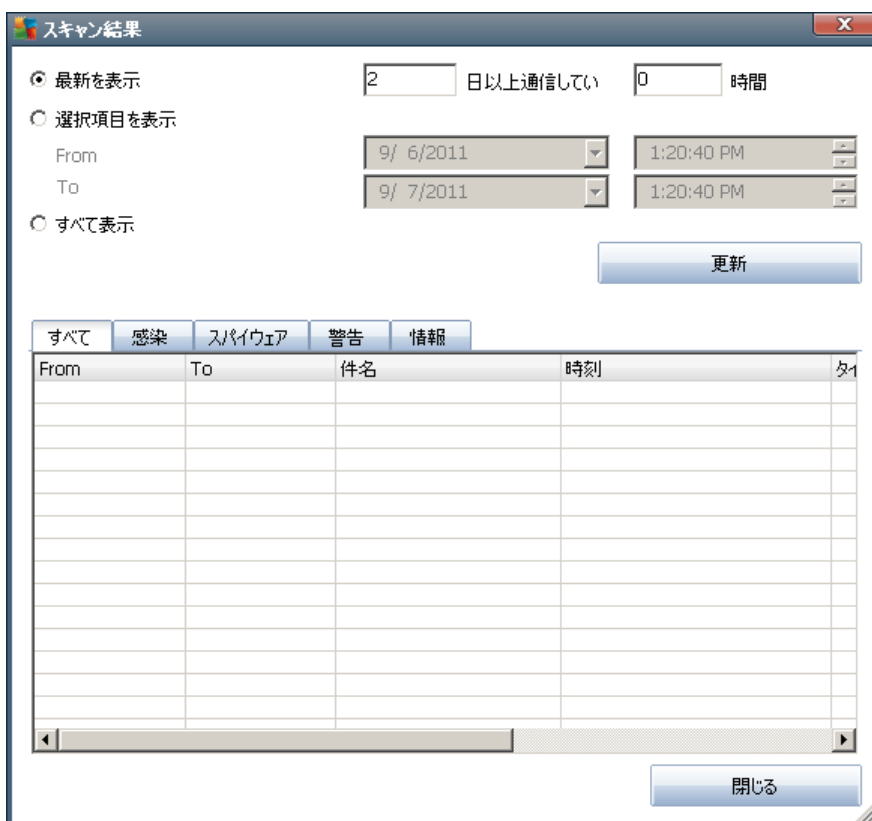 スキャン結果
最新を表示 2 日以上通信してい 0 時間
選択項目を表示
From 9/ 6/2011 1:20:40 PM
To 9/ 7/2011 1:20:40 PM
すべて表示
更新
すべて 感染 スパイウェア 警告 情報
From To 件名 時刻 タイ
閉じる